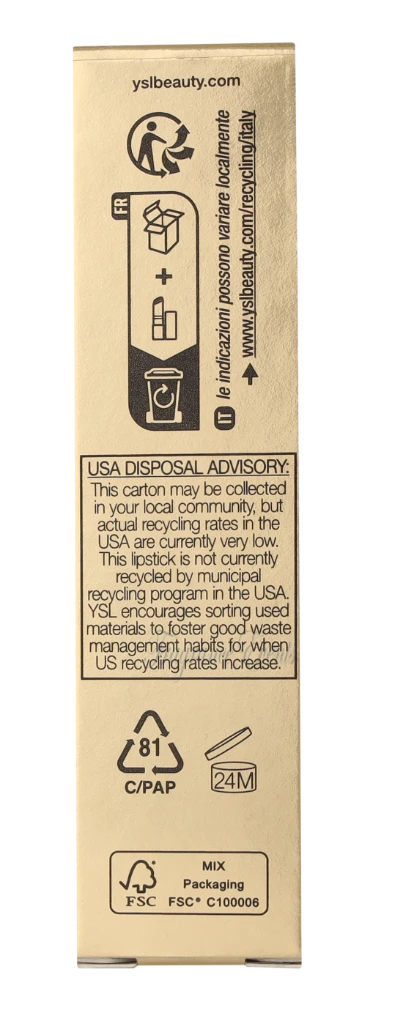 yslbeauty.com
FR
IT le indicazioni possono variare localmente
www.yslbeauty.com/recycling/italy
USA DISPOSAL ADVISORY:
This carton may be collected
in your local community, but
actual recycling rates in the
USA are currently very low.
This lipstick is not currently
recycled by municipal
recycling program in the USA.
YSL encourages sorting used
materials to foster good waste
management habits for when
US recycling rates increase.
81
C/PAP
24M
MIX
Packaging
FSC® C100006
FSC